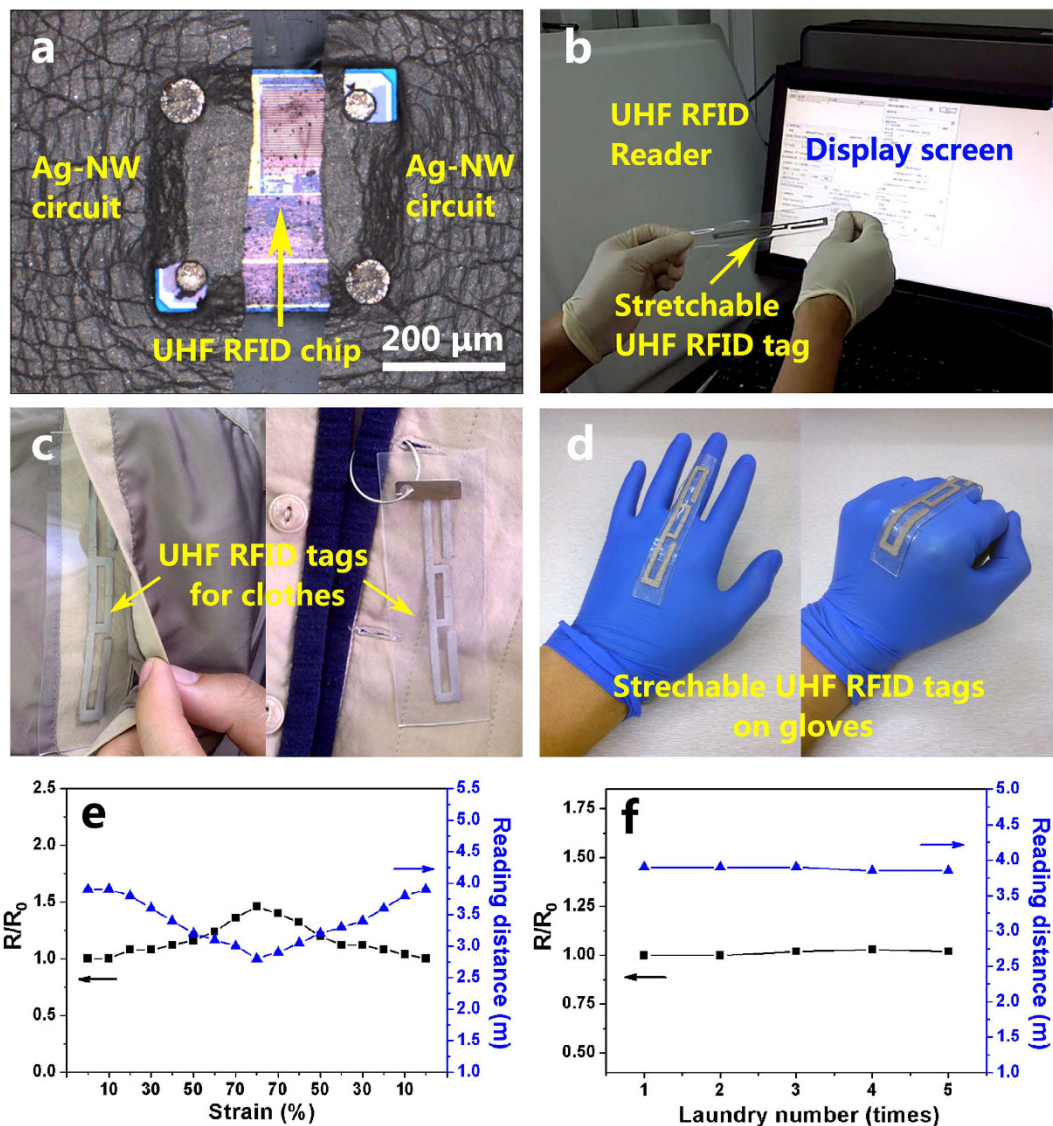 a
Ag-NW
circuit
Ag-NW
circuit
UHF RFID chip
200 µm
b
UHF RFID
Reader
Display screen
Stretchable
UHF RFID tag
c
UHF RFID tags
for clothes
d
Strechable UHF RFID tags
on gloves
e
R/R0
2.5
2.0
1.5
1.0
0.5
0.0
10 30 50 70 70 50 30 10
Strain (%)
5.5
5.0
4.5
4.0
3.5
3.0
2.5
2.0
1.5
1.0
Reading distance (m)
f
R/R0
1.75
1.50
1.25
1.00
0.75
0.50
1 2 3 4 5
Laundry number (times)
5.0
4.5
4.0
3.5
3.0
2.5
2.0
1.5
1.0
Reading distance (m)